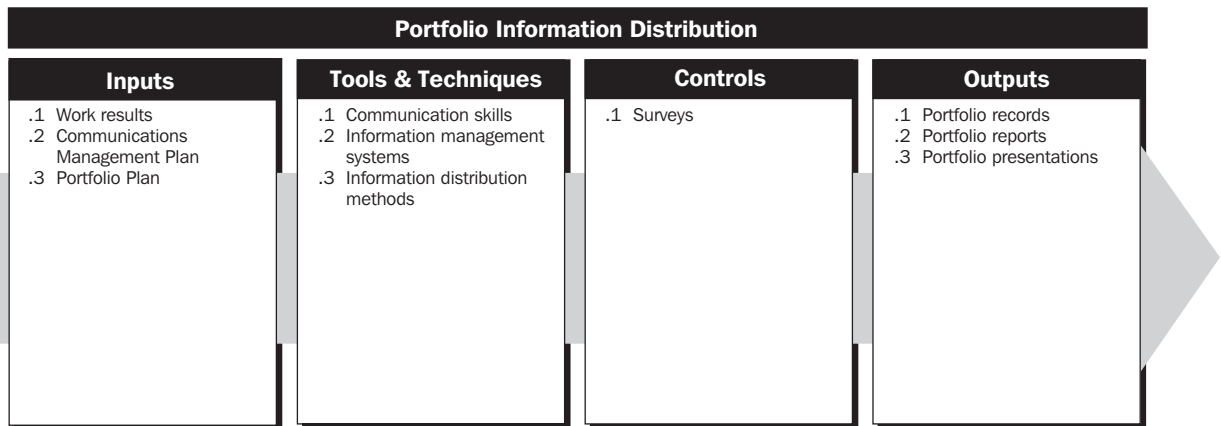 Portfolio Information Distribution
Inputs
.1 Work results
.2 Communications
Management Plan
.3 Portfolio Plan
Tools & Techniques
.1 Communication skills
.2 Information management
systems
.3 Information distribution
methods
Controls
.1 Surveys
Outputs
.1 Portfolio records
.2 Portfolio reports
.3 Portfolio presentations